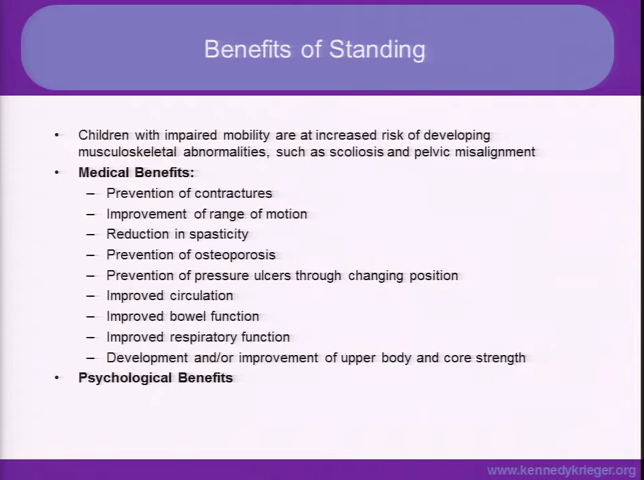 Benefits of Standing
• Children with impaired mobility are at increased risk of developing
musculoskeletal abnormalities, such as scoliosis and pelvic misalignment
• Medical Benefits:
– Prevention of contractures
– Improvement of range of motion
– Reduction in spasticity
– Prevention of osteoporosis
– Prevention of pressure ulcers through changing position
– Improved circulation
– Improved bowel function
– Improved respiratory function
– Development and/or improvement of upper body and core strength
• Psychological Benefits
www.kennedykrieger.org